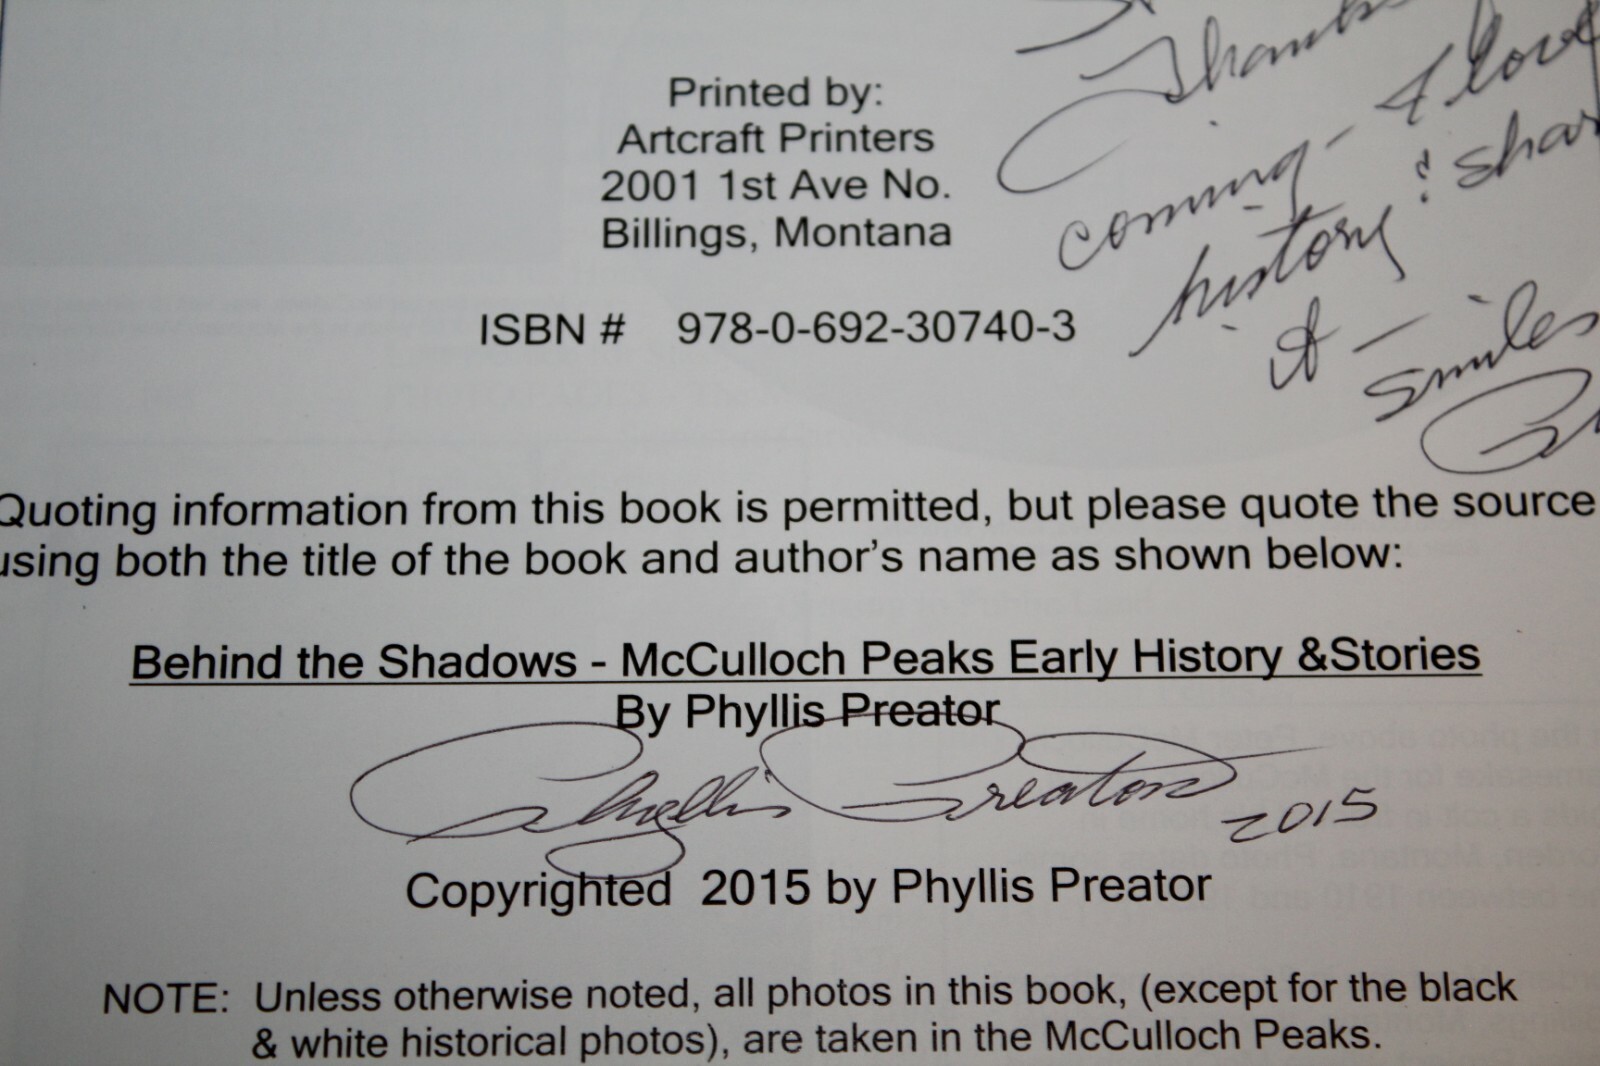 Thanks
coming - I love
history & shar
it -
smiles
Printed by:
Artcraft Printers
2001 1st Ave No.
Billings, Montana
ISBN # 978-0-692-30740-3
Quoting information from this book is permitted, but please quote the source
using both the title of the book and author's name as shown below:
Behind the Shadows - McCulloch Peaks Early History &Stories
By Phyllis Preator
Phyllis Preator 2015
Copyrighted 2015 by Phyllis Preator
NOTE: Unless otherwise noted, all photos in this book, (except for the black
& white historical photos), are taken in the McCulloch Peaks.